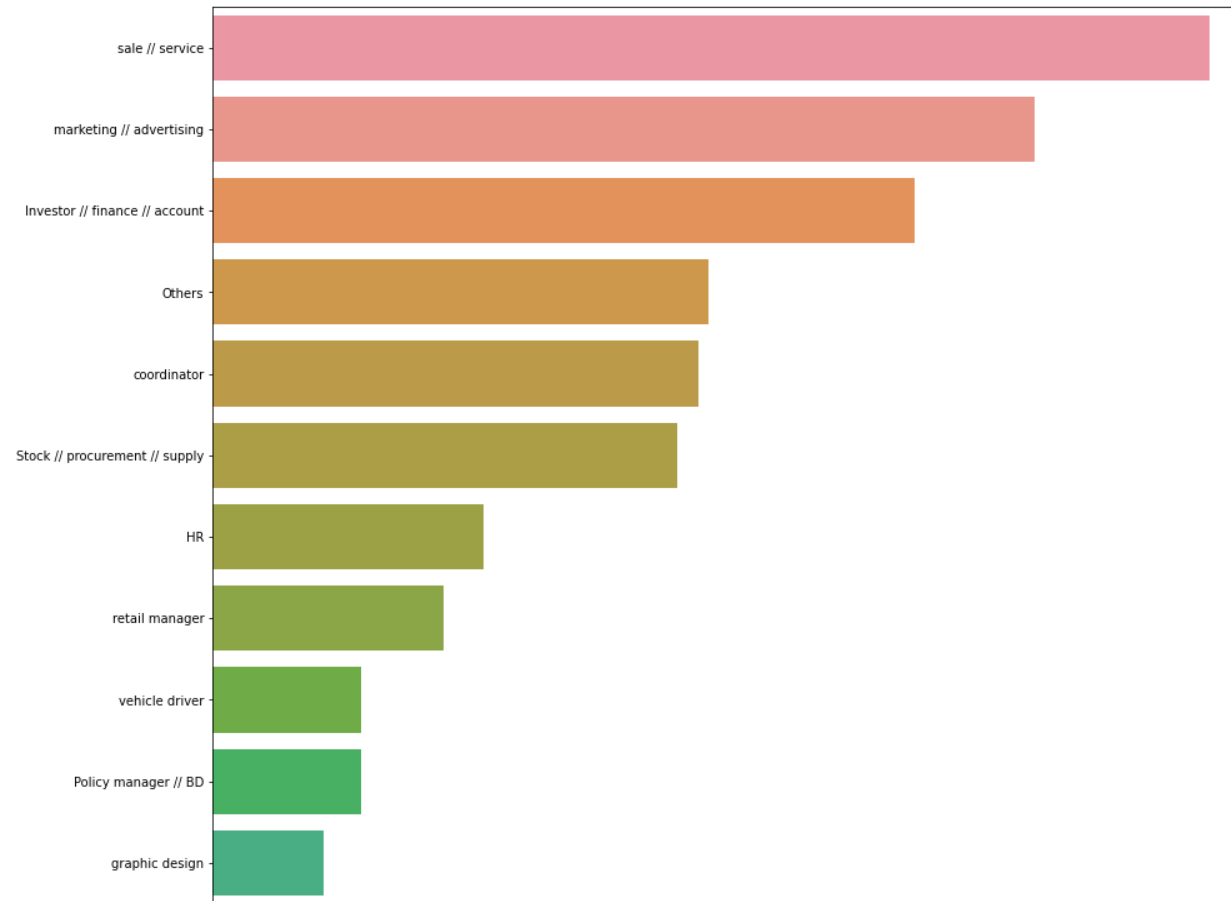 sale // service
marketing // advertising
Investor // finance // account
Others
coordinator
Stock // procurement // supply
HR
retail manager
vehicle driver
Policy manager // BD
graphic design